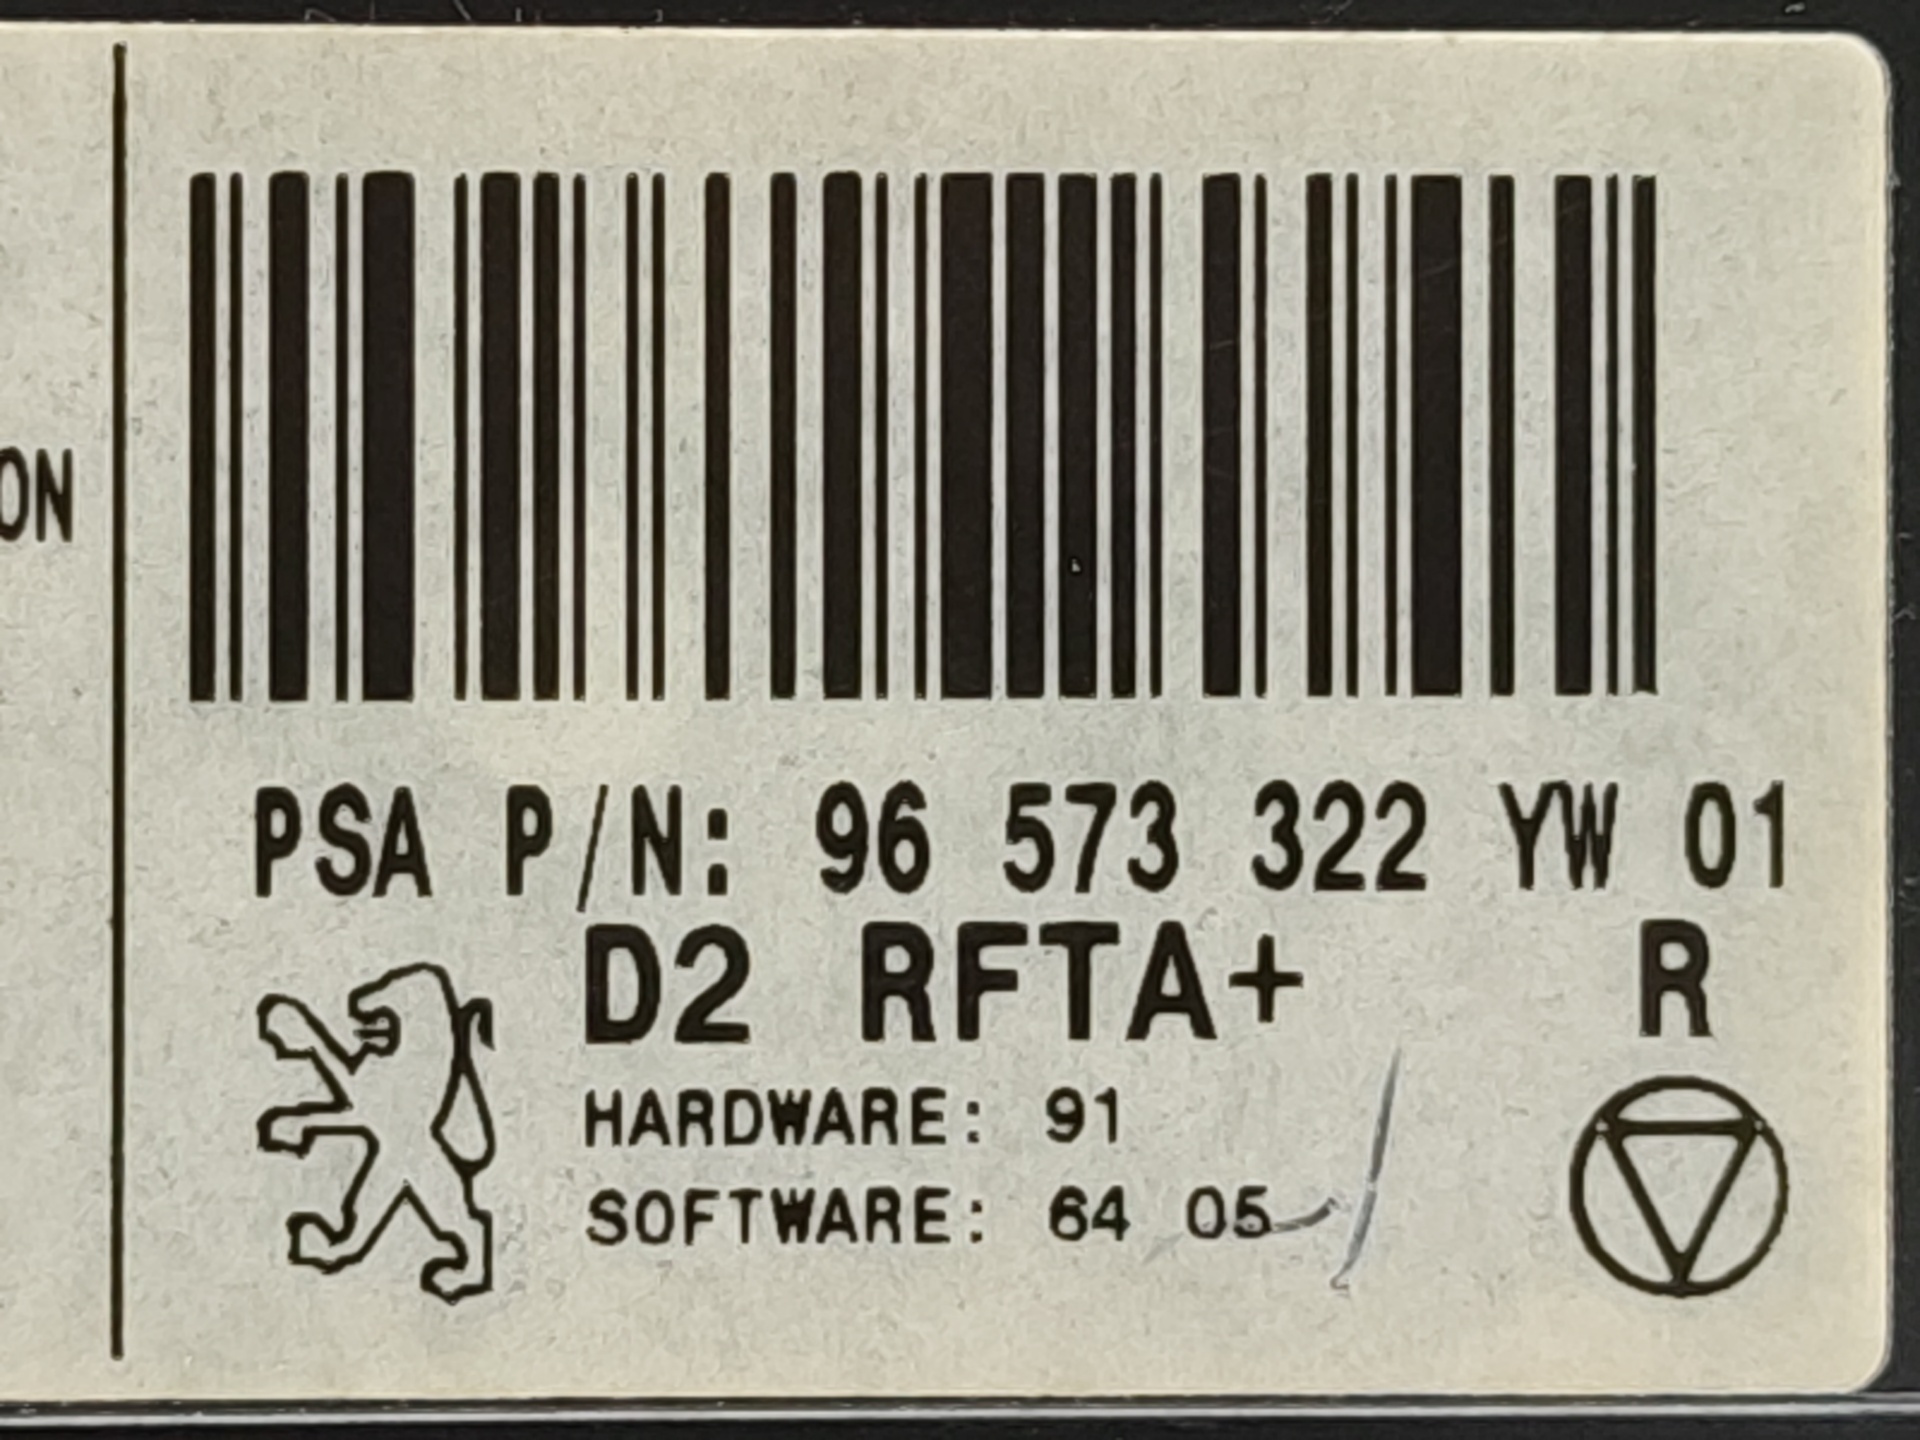 ON
PSA P/N: 96 573 322 YW 01
D2 RFTA+ R
HARDWARE: 91
SOFTWARE: 64 05